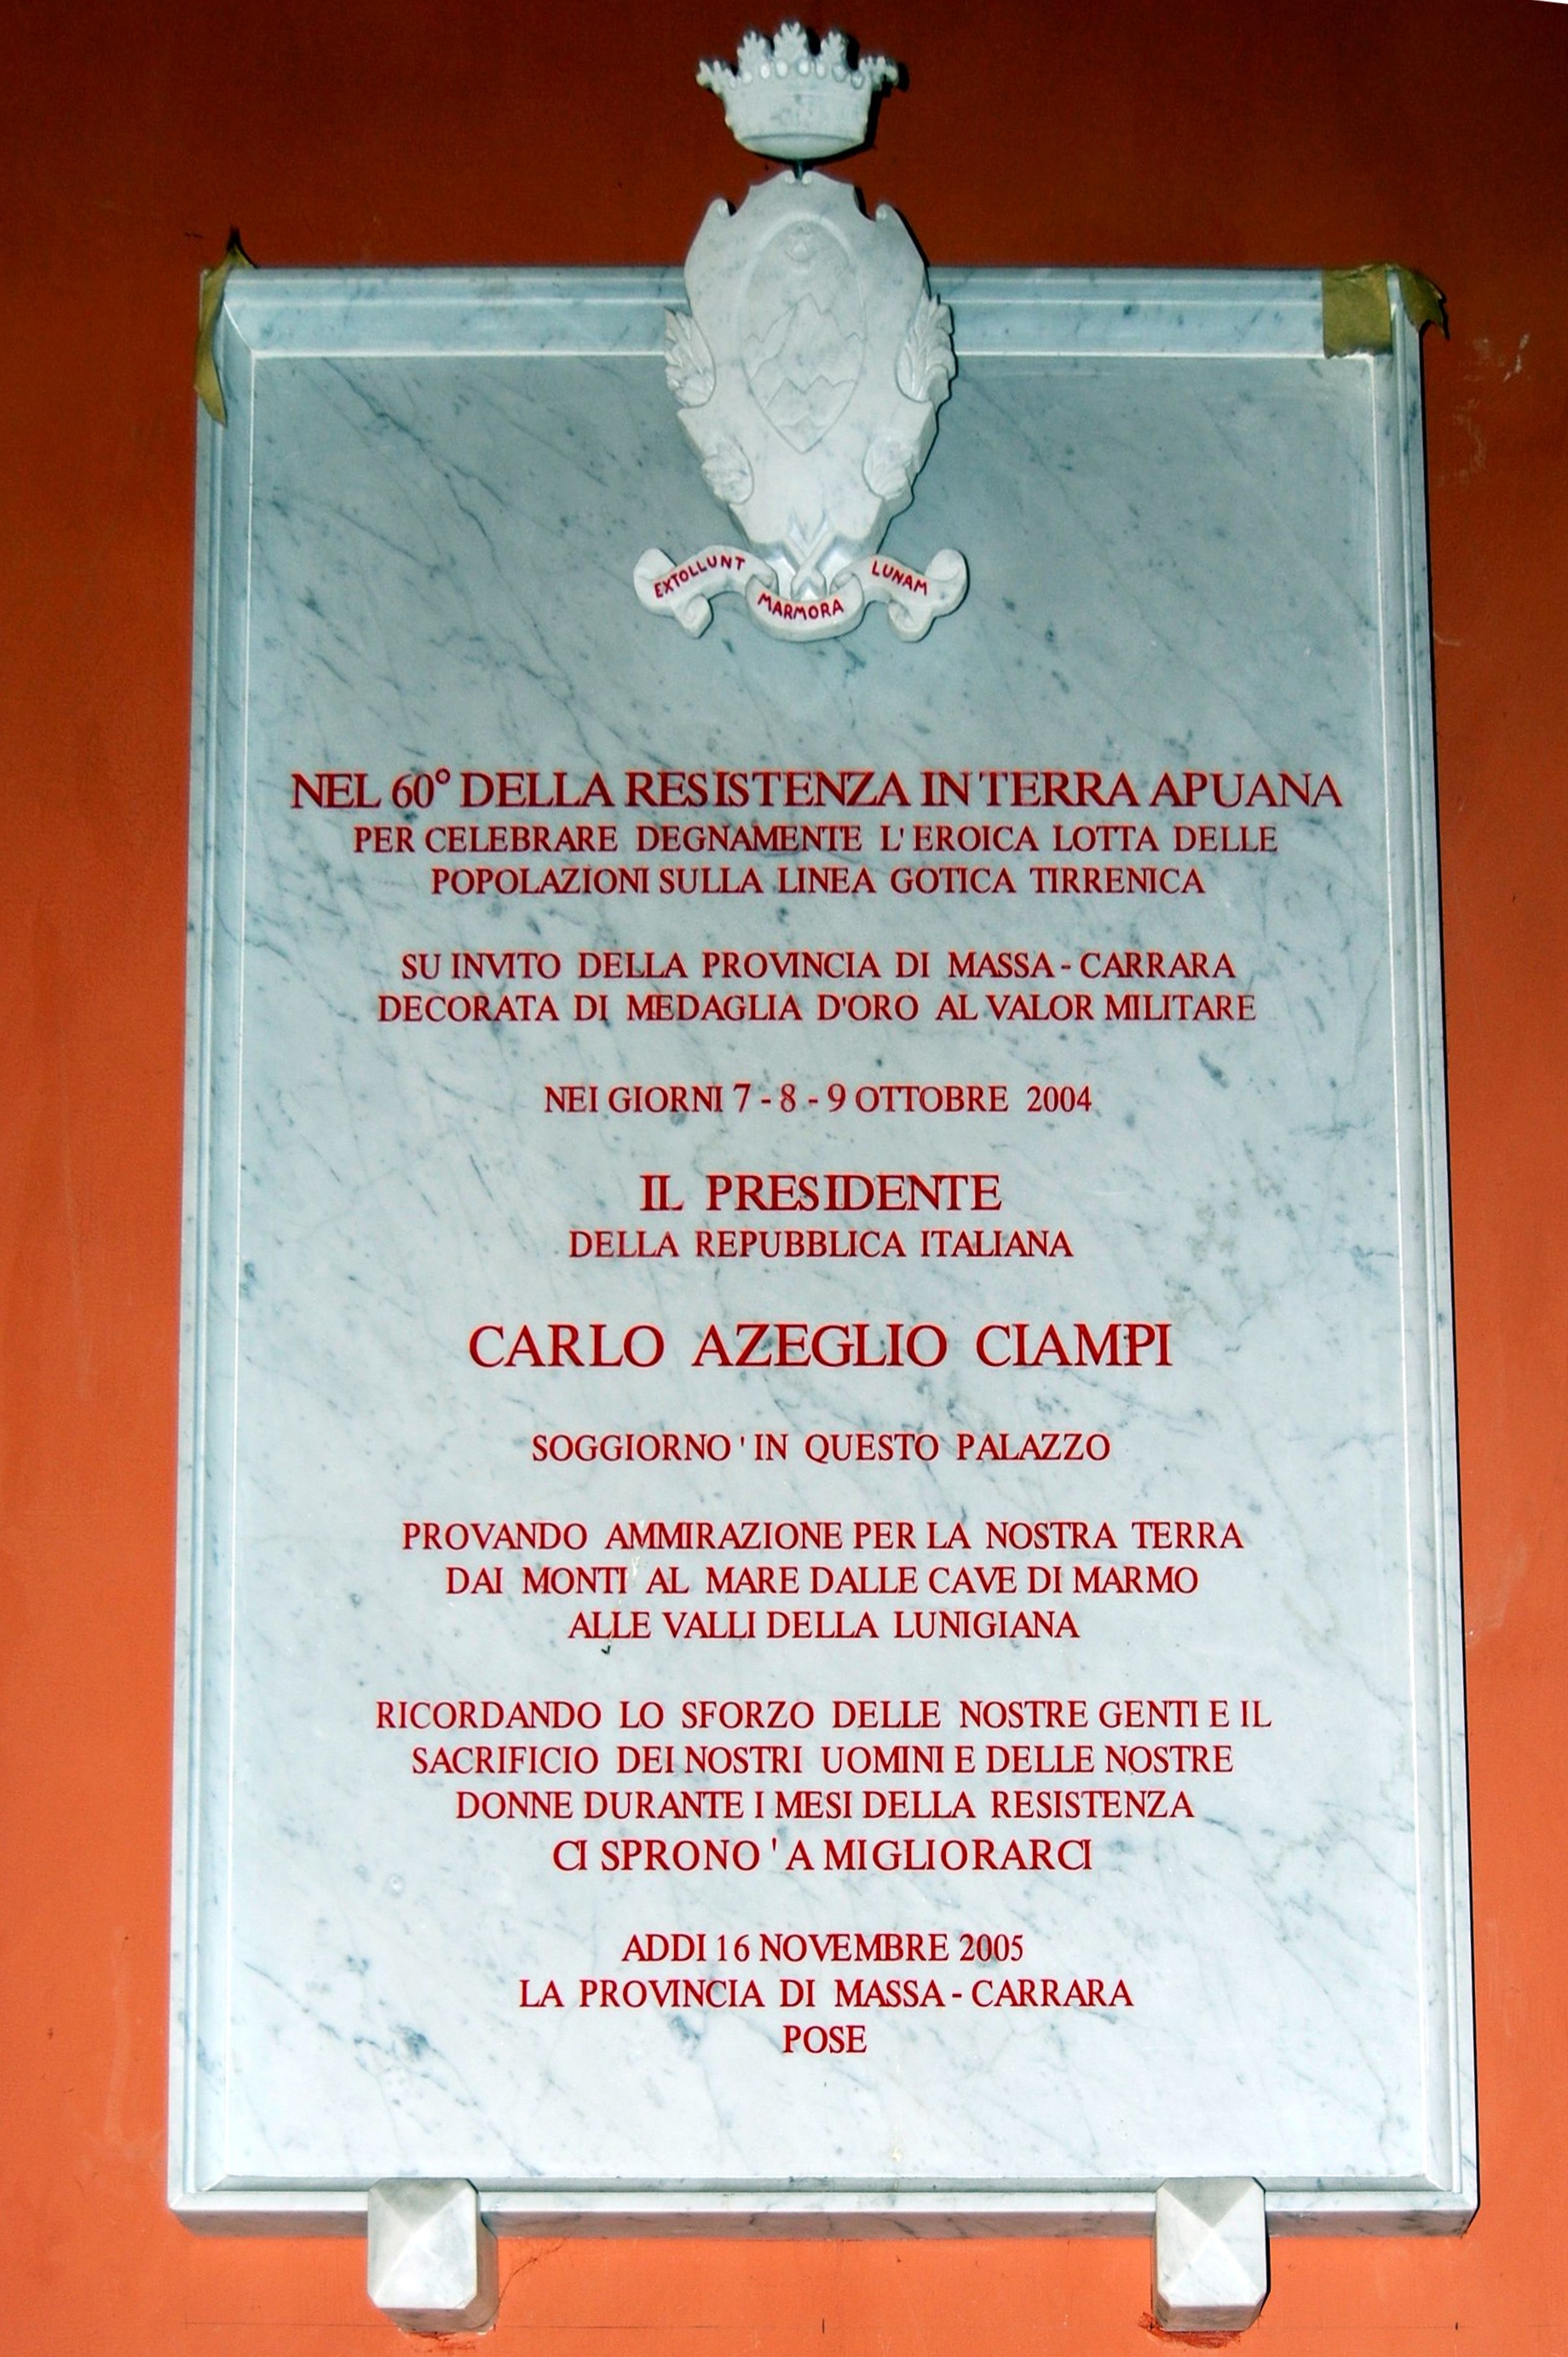 EXTOLLUNT
MARMORA
LUNAM
NEL 60° DELLA RESISTENZA IN TERRA APUANA
PER CELEBRARE DEGNAMENTE L'EROICA LOTTA DELLE
POPOLAZIONI SULLA LINEA GOTICA TIRRENICA
SU INVITO DELLA PROVINCIA DI MASSA - CARRARA
DECORATA DI MEDAGLIA D'ORO AL VALOR MILITARE
NEI GIORNI 7 - 8 - 9 OTTOBRE 2004
IL PRESIDENTE
DELLA REPUBBLICA ITALIANA
CARLO AZEGLIO CIAMPI
SOGGIORNO' IN QUESTO PALAZZO
PROVANDO AMMIRAZIONE PER LA NOSTRA TERRA
DAI MONTI AL MARE DALLE CAVE DI MARMO
ALLE VALLI DELLA LUNIGIANA
RICORDANDO LO SFORZO DELLE NOSTRE GENTI E IL
SACRIFICIO DEI NOSTRI UOMINI E DELLE NOSTRE
DONNE DURANTE I MESI DELLA RESISTENZA
CI SPRONO' A MIGLIORARCI
ADDI 16 NOVEMBRE 2005
LA PROVINCIA DI MASSA - CARRARA
POSE